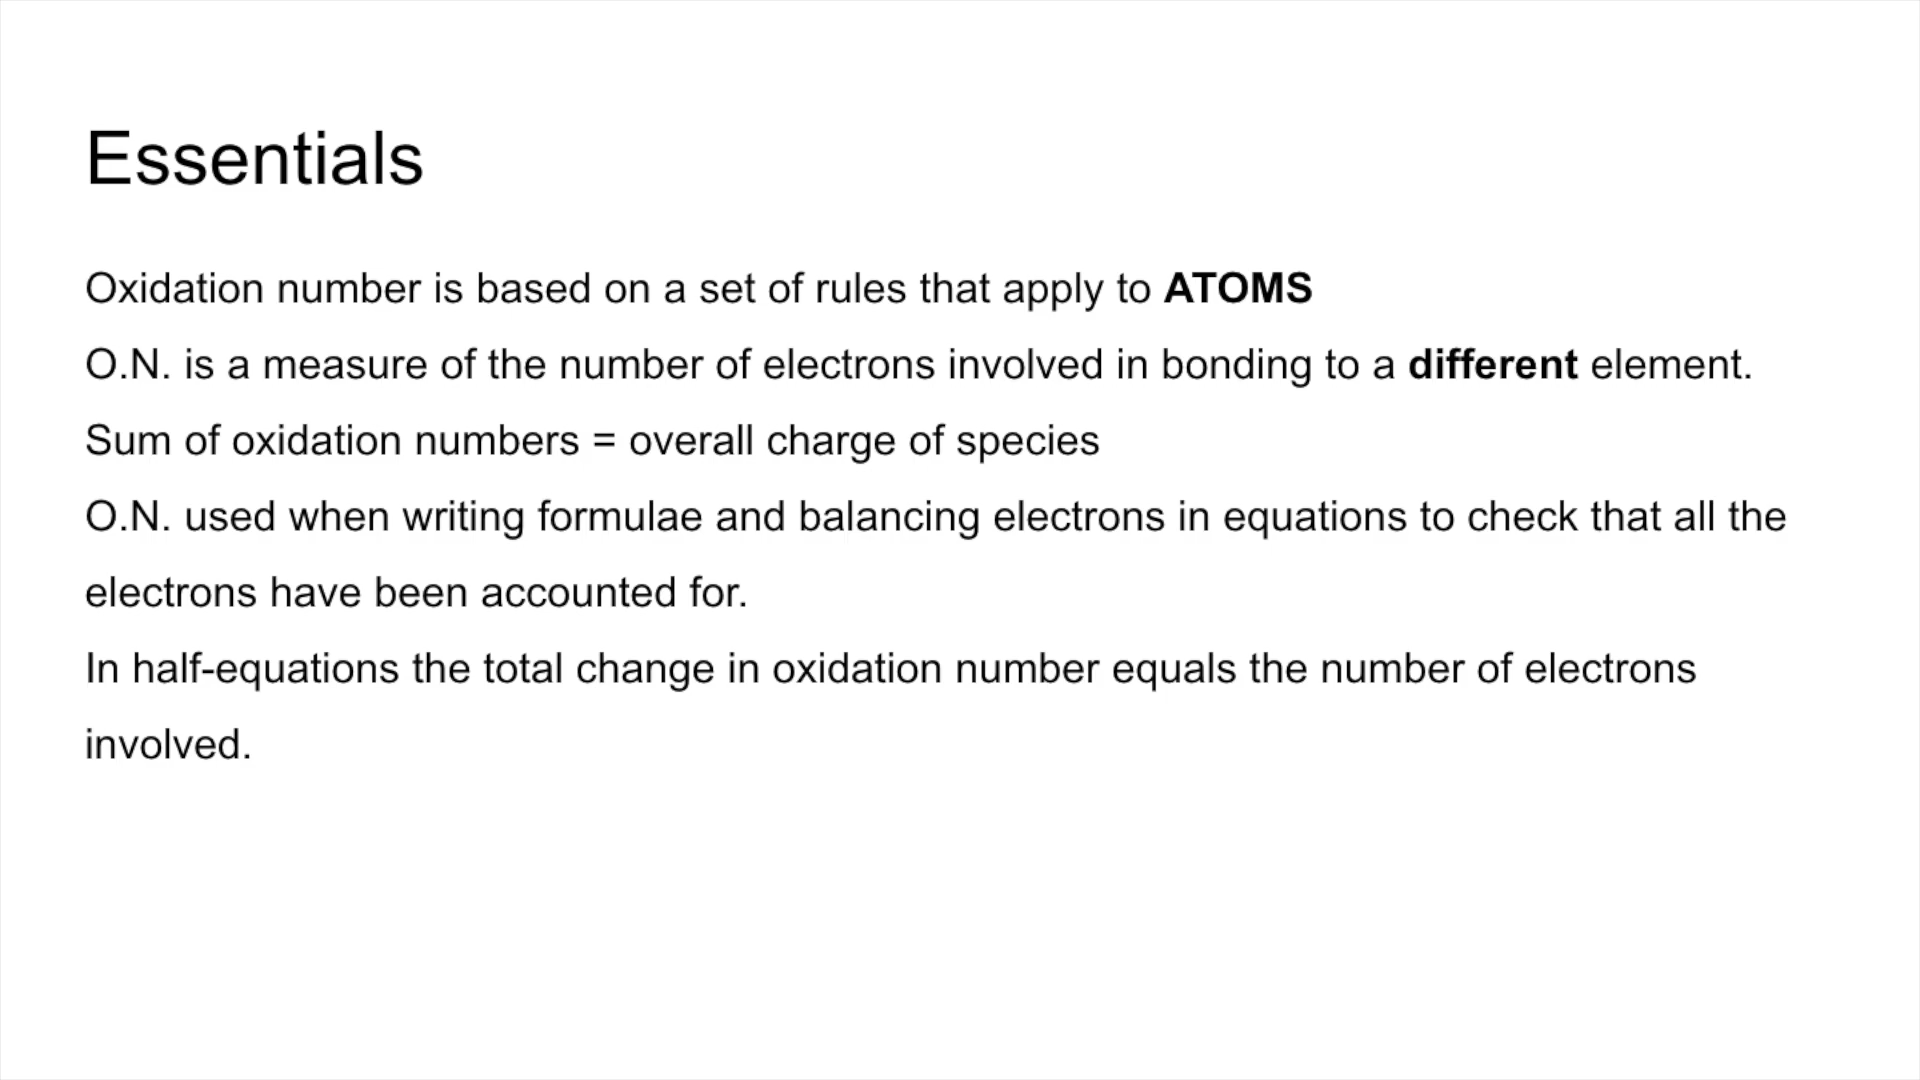 Essentials
Oxidation number is based on a set of rules that apply to ATOMS
O.N. is a measure of the number of electrons involved in bonding to a different element.
Sum of oxidation numbers = overall charge of species
O.N. used when writing formulae and balancing electrons in equations to check that all the
electrons have been accounted for.
In half-equations the total change in oxidation number equals the number of electrons
involved.